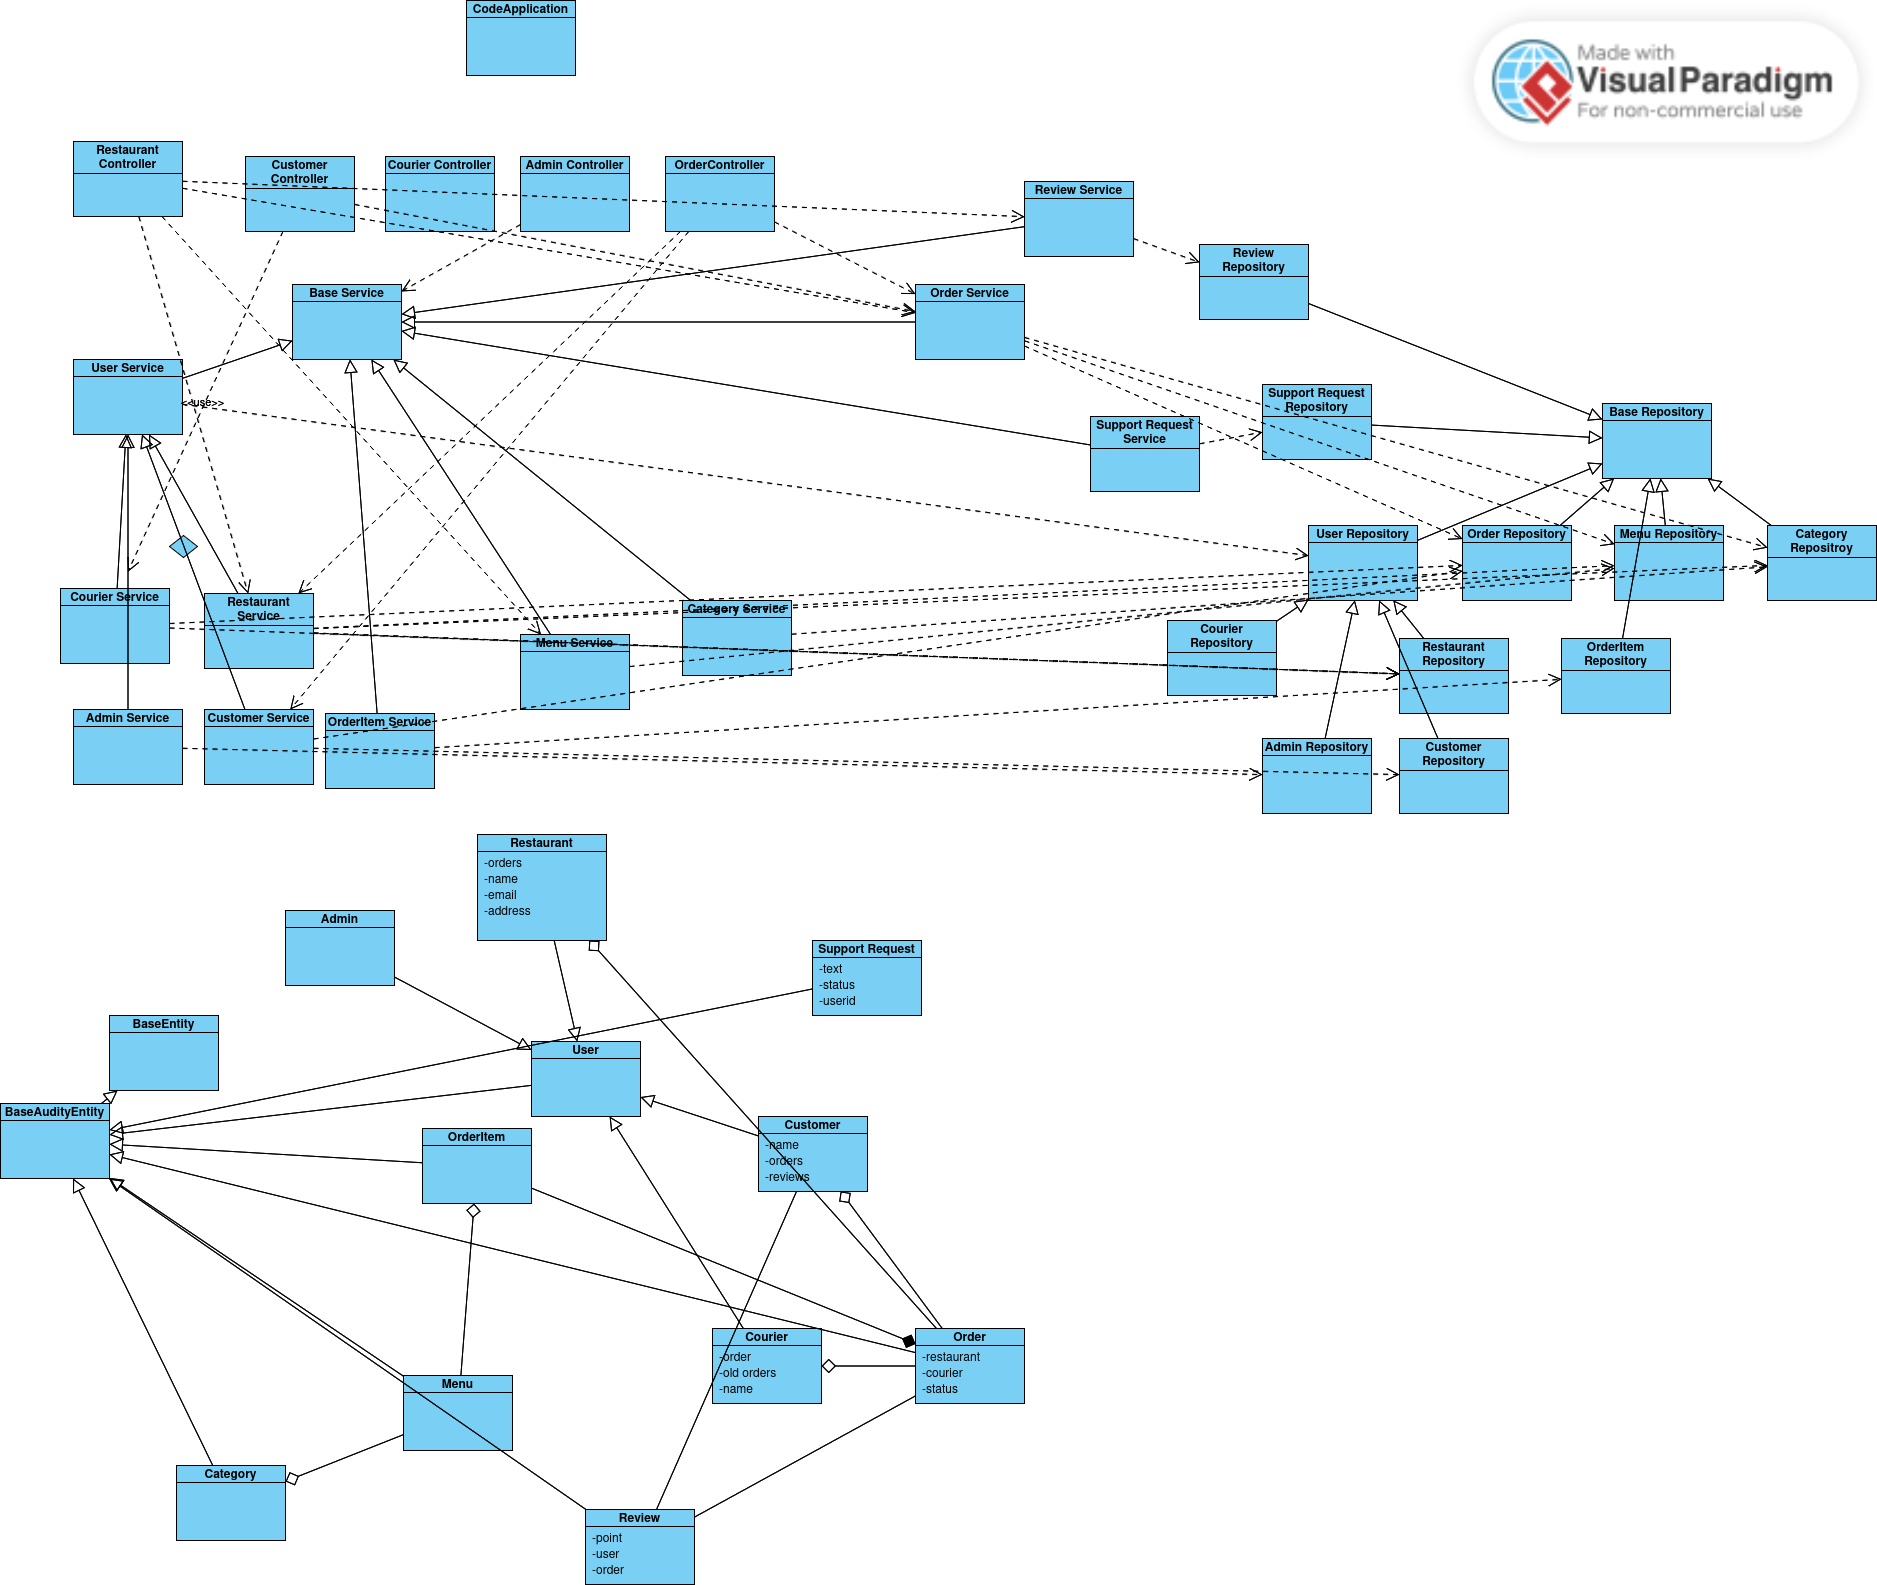 CodeApplication
Made with
Visual Paradigm
For non-commercial use
Restaurant
Controller
Customer
Controller
Courier Controller
Admin Controller
OrderController
Review Service
Review
Repository
Base Service
Order Service
User Service
<<use>>
Support Request
Service
Support Request
Repository
Base Repository
User Repository
Order Repository
Menu Repository
Category
Repositroy
Courier Service
Restaurant
Service
Menu Service
Category Service
Courier
Repository
Restaurant
Repository
OrderItem
Repository
Admin Service
Customer Service
OrderItem Service
Admin Repository
Customer
Repository
Restaurant
-orders
-name
-email
-address
Admin
Support Request
-text
-status
-userid
BaseEntity
User
BaseAudityEntity
OrderItem
Customer
-name
-orders
-reviews
Courier
-order
-old orders
-name
Order
-restaurant
-courier
-status
Menu
Category
Review
-point
-user
-order